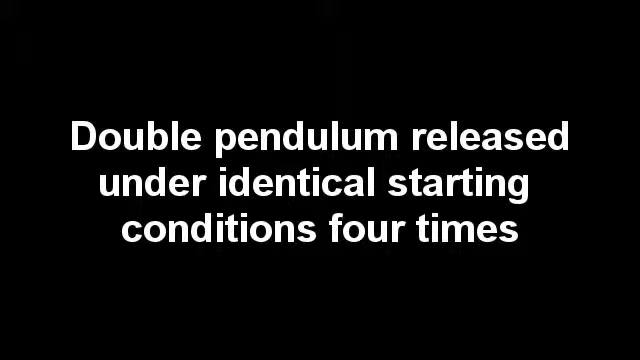 Double pendulum released
under identical starting
conditions four times